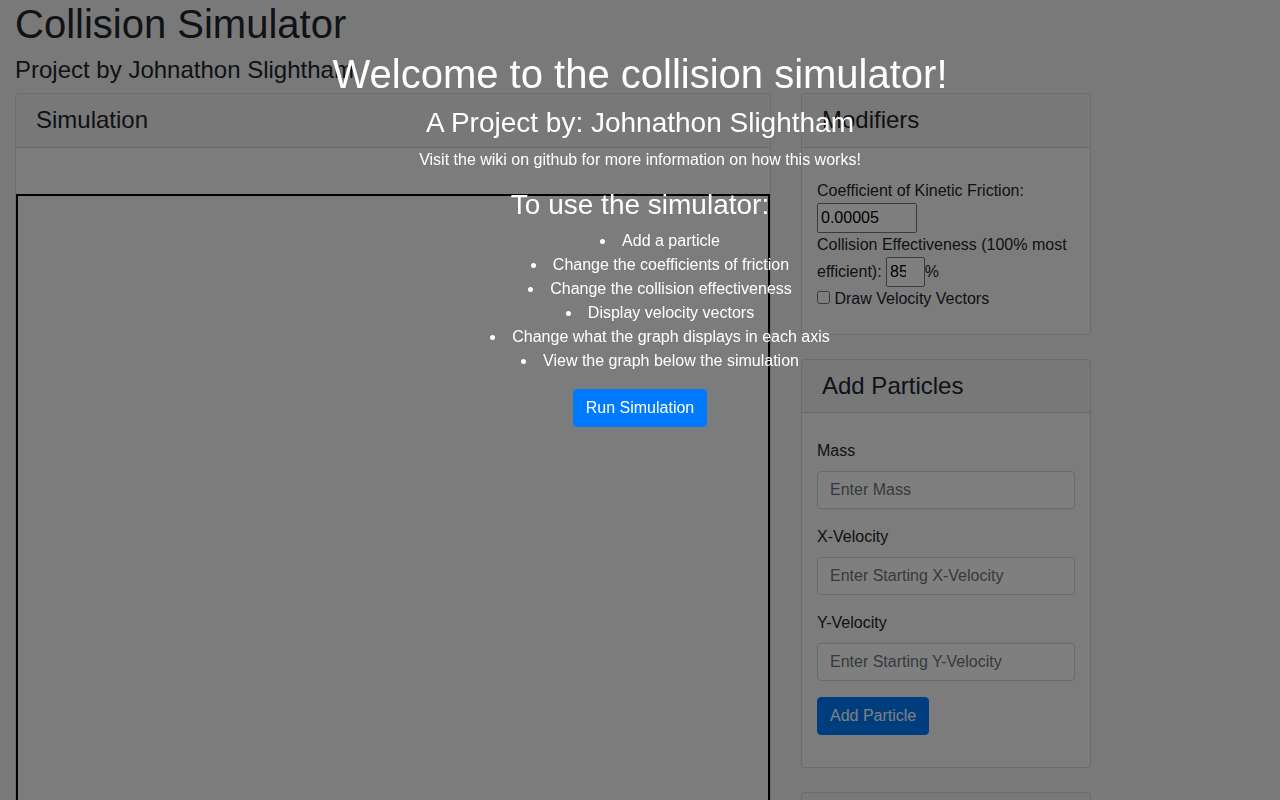 Collision Simulator
Project by Johnathon Slightham
Welcome to the collision simulator!
A Project by: Johnathon Slightham
Visit the wiki on github for more information on how this works!
To use the simulator:
Add a particle
Change the coefficients of friction
Change the collision effectiveness
Display velocity vectors
Change what the graph displays in each axis
View the graph below the simulation
Run Simulation
Simulation
Modifiers
Coefficient of Kinetic Friction:
0.00005
Collision Effectiveness (100% most
efficient): 85 %
Draw Velocity Vectors
Add Particles
Mass
Enter Mass
X-Velocity
Enter Starting X-Velocity
Y-Velocity
Enter Starting Y-Velocity
Add Particle